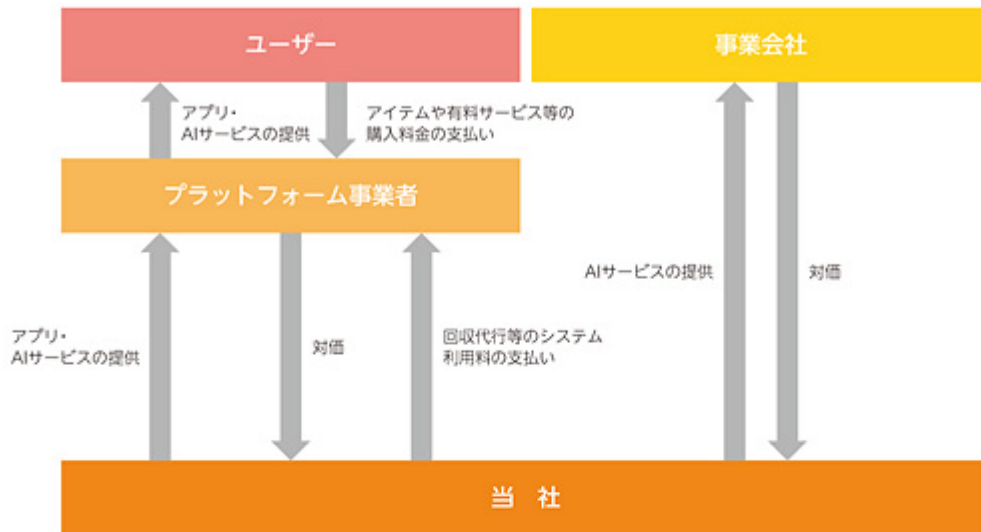 ユーザー
事業会社
アプリ・
AIサービスの提供
アイテムや有料サービス等の
購入料金の支払い
プラットフォーム事業者
AIサービスの提供
対価
アプリ・
AIサービスの提供
対価
回収代行等のシステム
利用料の支払い
当　社